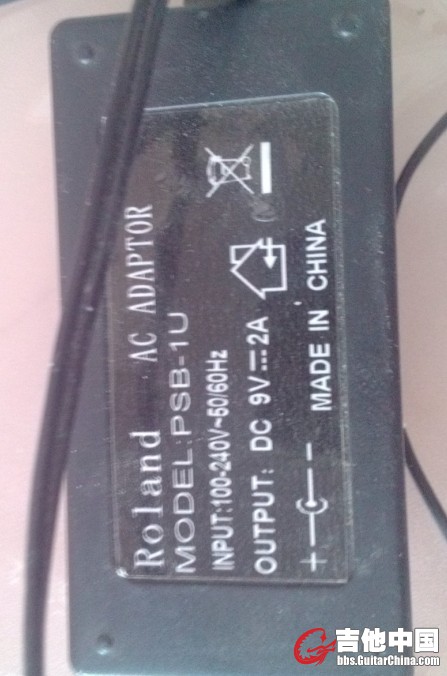 Roland AC ADAPTOR
MODEL:PSB-1U
INPUT:100-240V~50/60Hz
OUTPUT: DC 9V⎓2A
+ -
MADE IN CHINA
吉他中国
bbs.GuitarChina.com